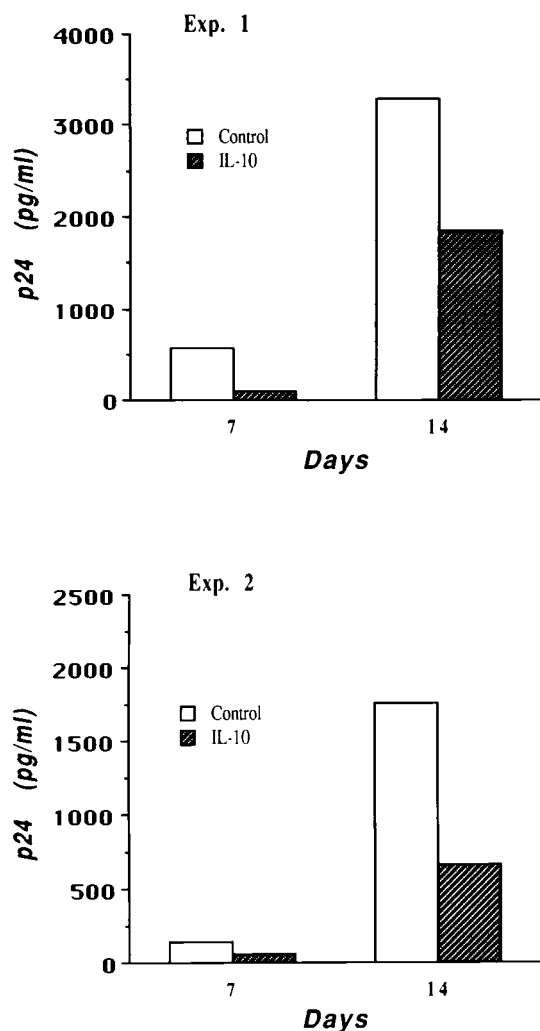 Exp. 1
4000
3000
2000
1000
0
p24 (pg/ml)
Control
IL-10
7
14
Days
Exp. 2
2500
2000
1500
1000
500
0
p24 (pg/ml)
Control
IL-10
7
14
Days